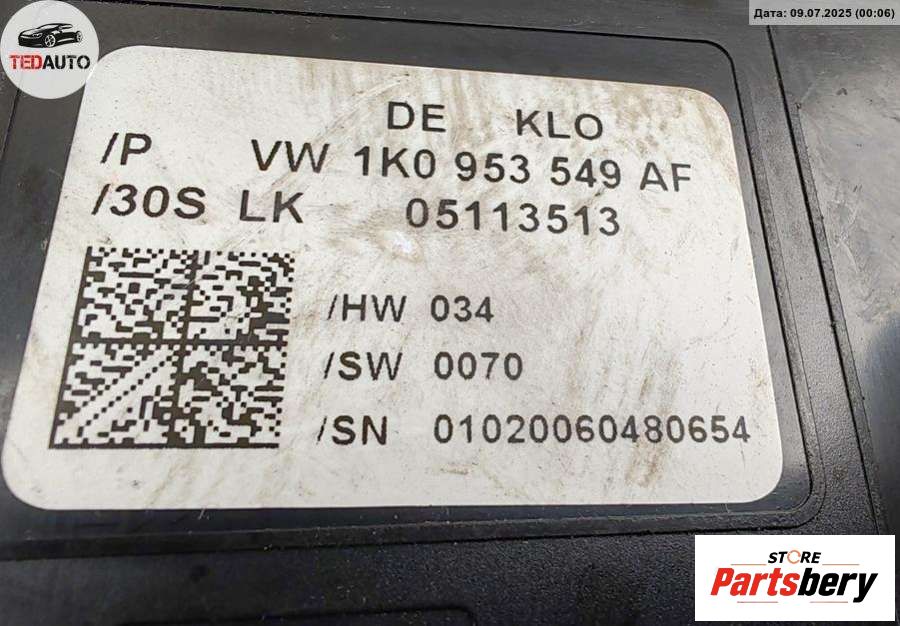 Дата: 09.07.2025 (00:06)
TEDAUTO
DE KLO
/P VW 1K0 953 549 AF
/30S LK 05113513
/HW 034
/SW 0070
/SN 01020060480654
STORE
Partsbery